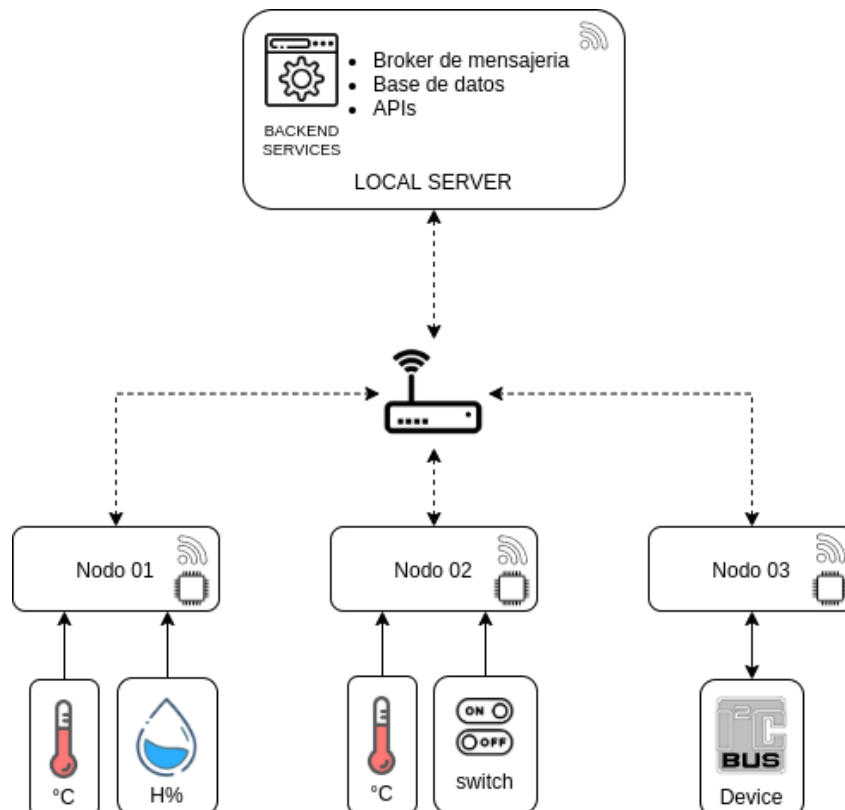 Broker de mensajeria
Base de datos
APIs
BACKEND
SERVICES
LOCAL SERVER
Nodo 01
Nodo 02
Nodo 03
°C
H%
°C
ON
OFF
switch
I²C
BUS
Device